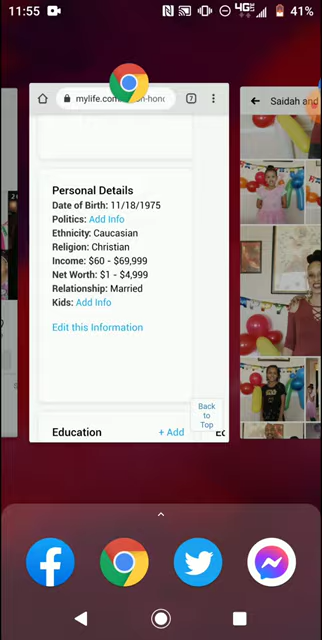 11:55
4G
41%
mylife.com
7
Saidah and
Personal Details
Date of Birth: 11/18/1975
Politics: Add Info
Ethnicity: Caucasian
Religion: Christian
Income: $60 - $69,999
Net Worth: $1 - $4,999
Relationship: Married
Kids: Add Info
Edit this Information
Back
to
Top
Education
+ Add